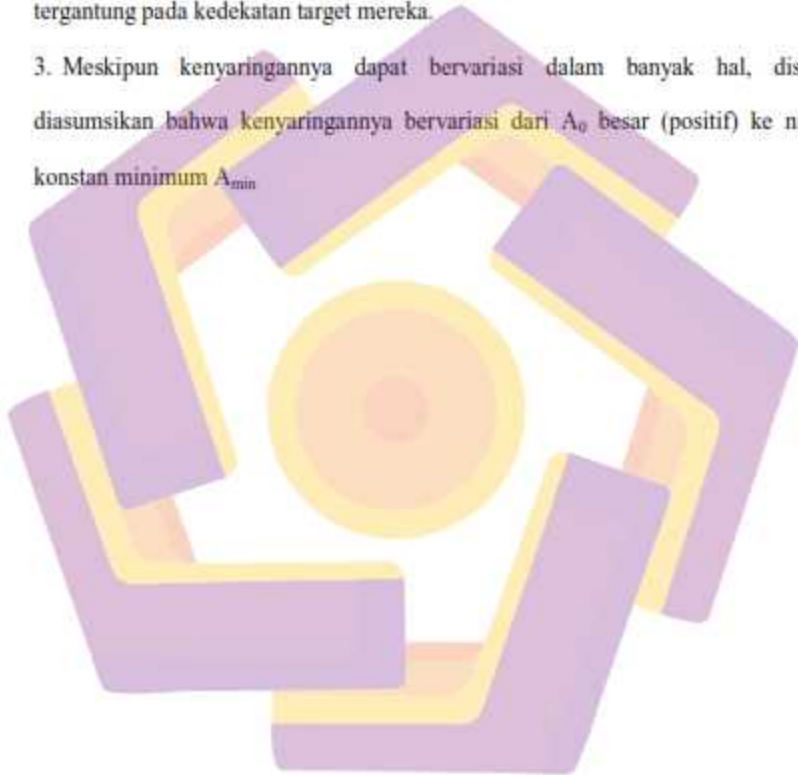 tergantung pada kedekatan target mereka.
3. Meskipun kenyaringannya dapat bervariasi dalam banyak hal,
diasumsikan bahwa kenyaringannya bervariasi dari A₀ besar (positif) ke
konstan minimum Aₘᵢₙ